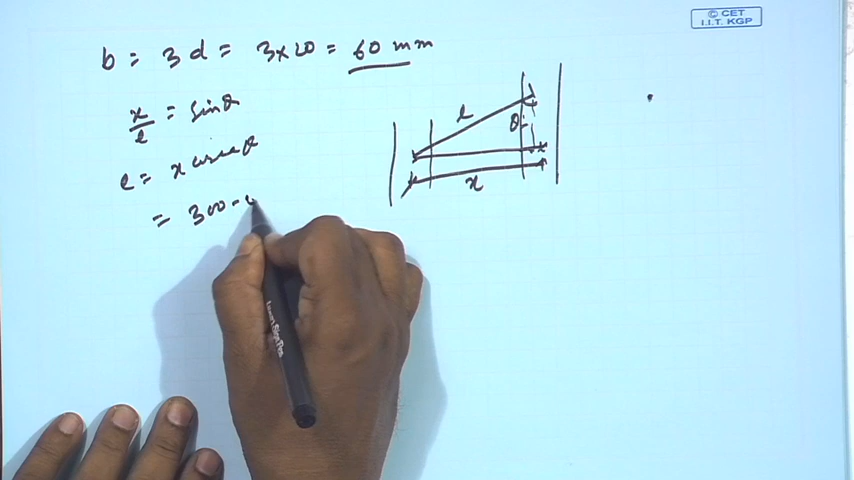 © CET
I.I.T. KGP
b = 3d = 3×20 = 60 mm
x/l = sinθ
l = x cosecθ
= 300 -
l
θ
x